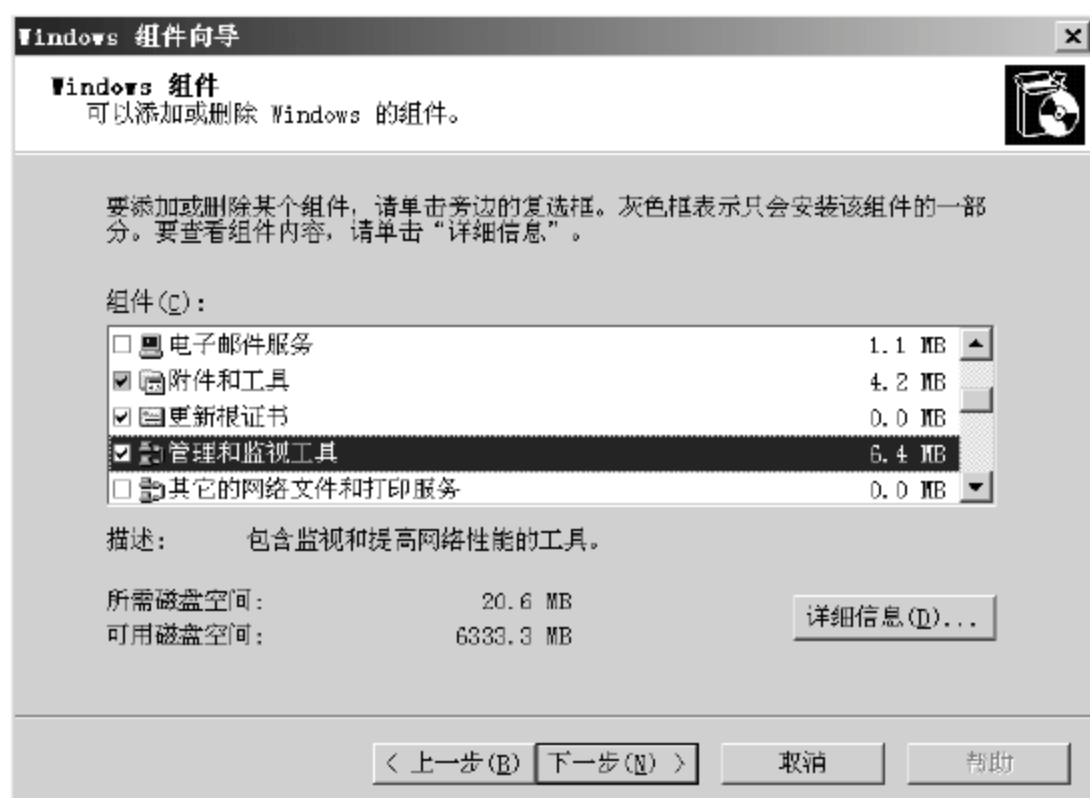 Windows 组件向导
Windows 组件
可以添加或删除 Windows 的组件。
要添加或删除某个组件，请单击旁边的复选框。灰色框表示只会安装该组件的一部
分。要查看组件内容，请单击“详细信息”。
组件(C)：
电子邮件服务 1.1 MB
附件和工具 4.2 MB
更新根证书 0.0 MB
管理和监视工具 6.4 MB
其它的网络文件和打印服务 0.0 MB
描述： 包含监视和提高网络性能的工具。
所需磁盘空间： 20.6 MB
可用磁盘空间： 6333.3 MB
详细信息(D)...
< 上一步(B) 下一步(N) > 取消 帮助